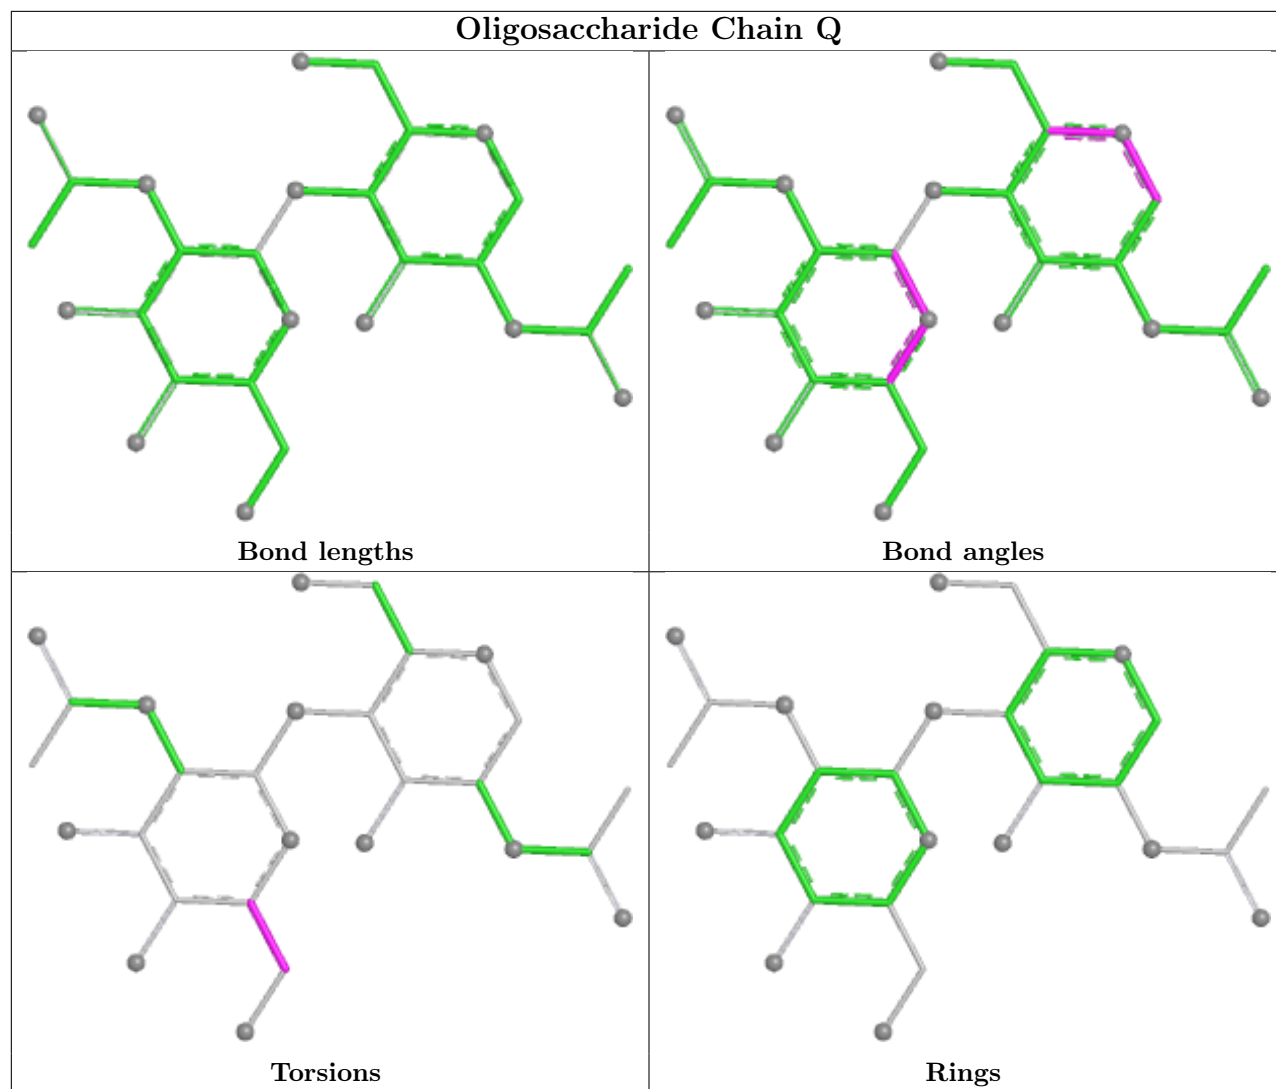 Oligosaccharide Chain Q
Bond lengths
Bond angles
Torsions
Rings